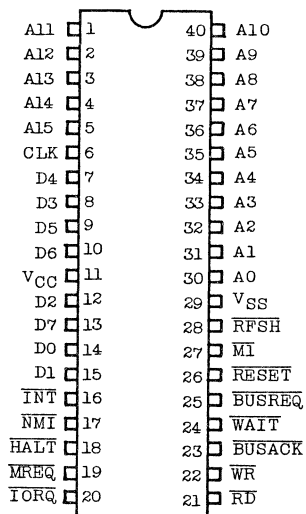 A11 1 40 A10
A12 2 39 A9
A13 3 38 A8
A14 4 37 A7
A15 5 36 A6
CLK 6 35 A5
D4 7 34 A4
D3 8 33 A3
D5 9 32 A2
D6 10 31 A1
VCC 11 30 A0
D2 12 29 VSS
D7 13 28 RFSH
D0 14 27 M1
D1 15 26 RESET
INT 16 25 BUSREQ
NMI 17 24 WAIT
HALT 18 23 BUSACK
MREQ 19 22 WR
IORQ 20 21 RD